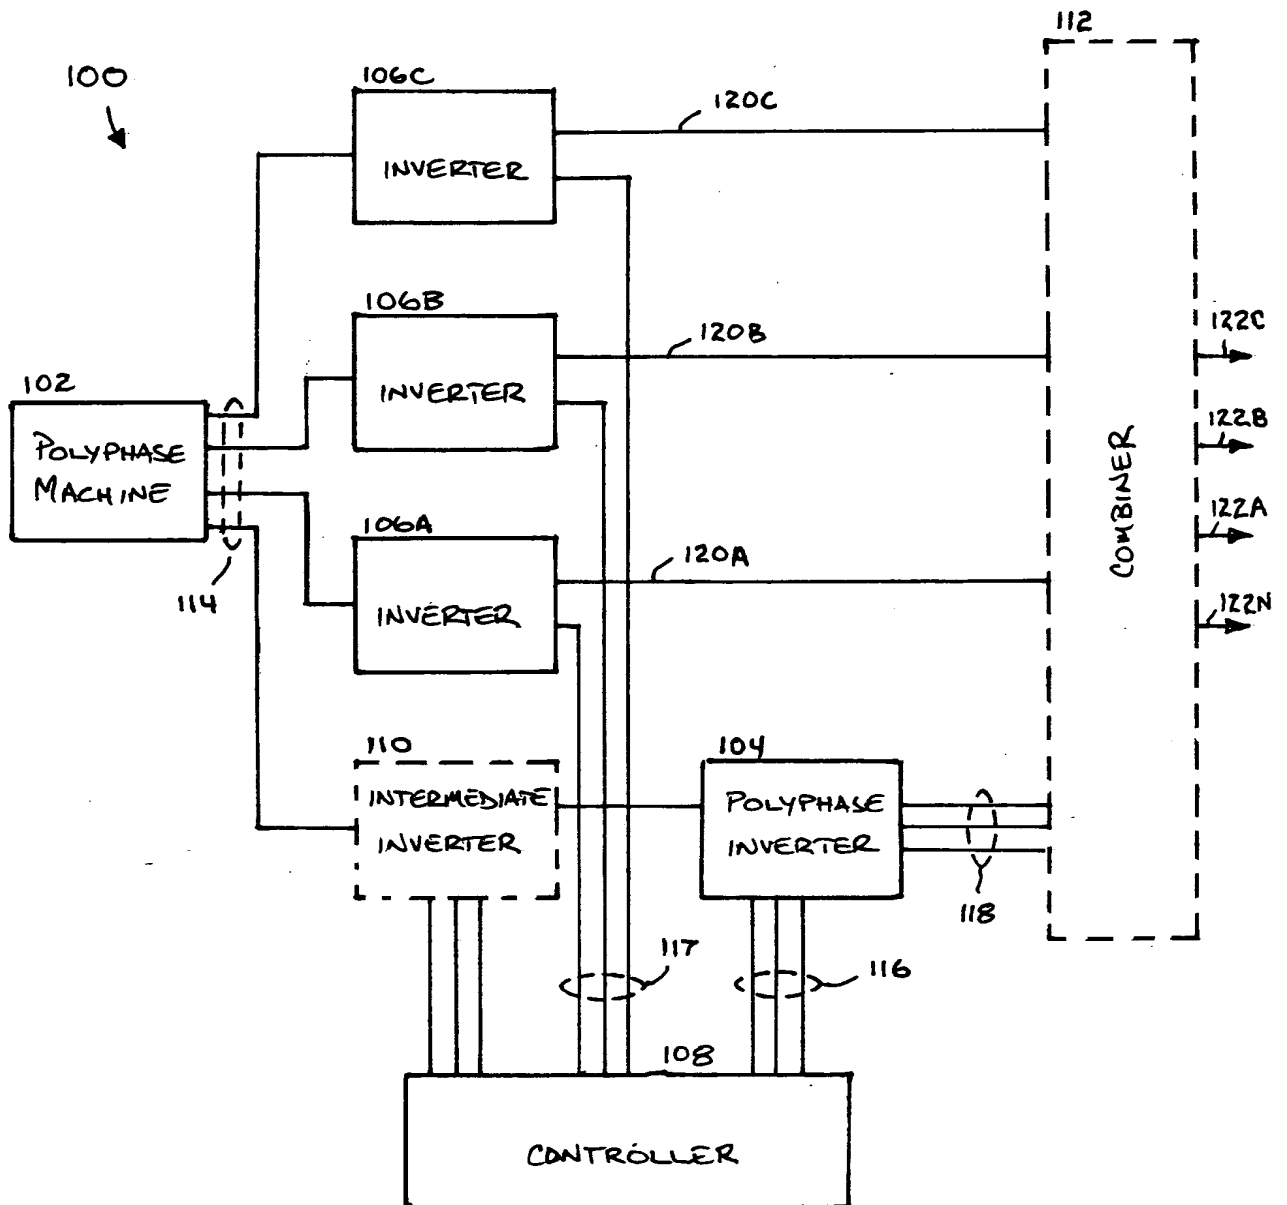 112
100
106C
120C
INVERTER
106B
120B
122C
INVERTER
102
POLYPHASE
MACHINE
122B
COMBINER
106A
120A
122A
114
INVERTER
122N
110
104
INTERMEDIATE
INVERTER
POLYPHASE
INVERTER
118
117
116
108
CONTROLLER